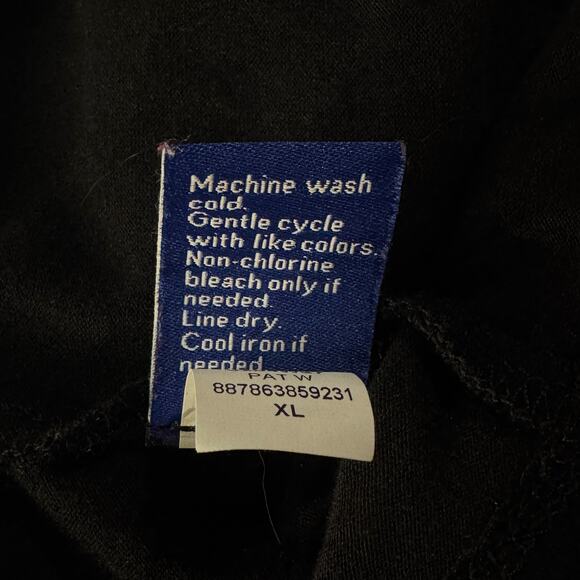 Machine wash
cold.
Gentle cycle
with like colors.
Non-chlorine
bleach only if
needed.
Line dry.
Cool iron if
needed
PAT W
887863859231
XL